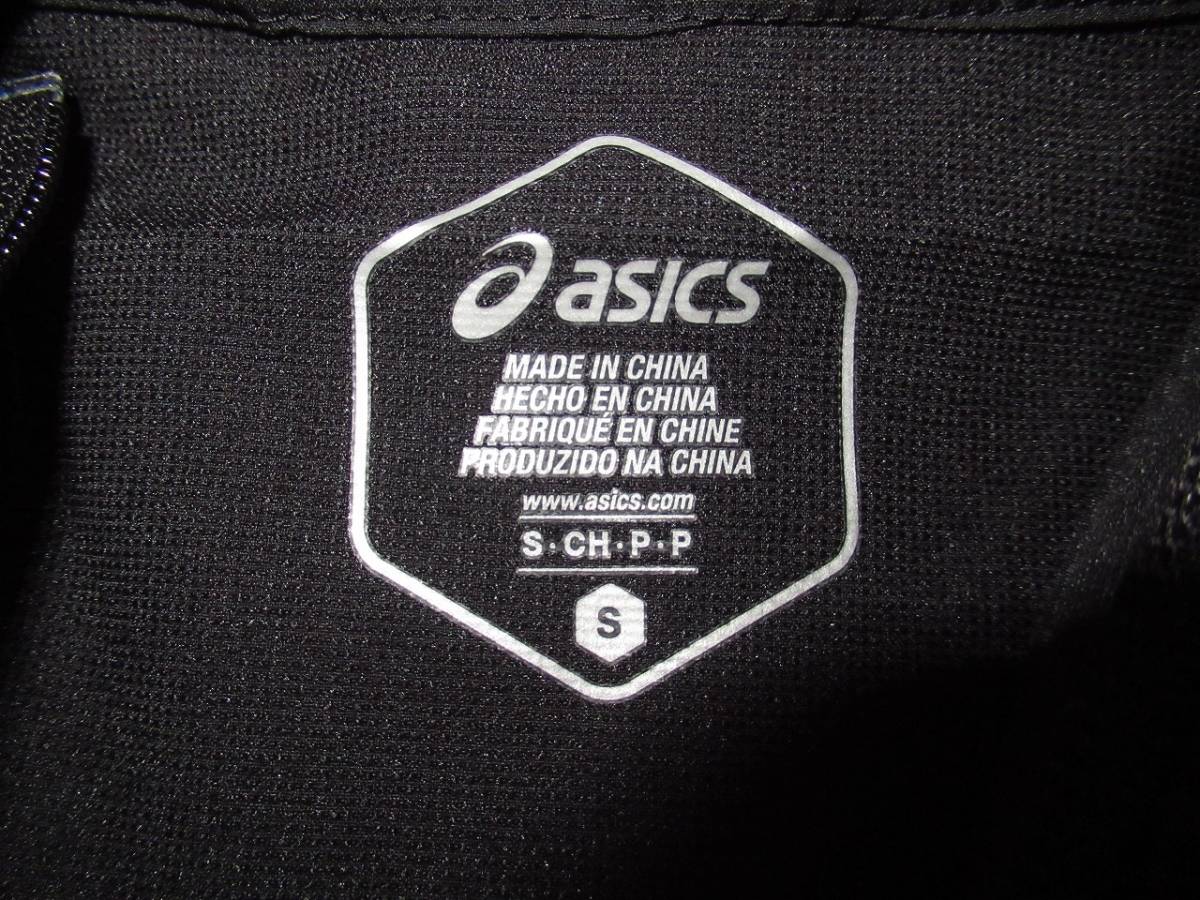 asics
MADE IN CHINA
HECHO EN CHINA
FABRIQUÉ EN CHINE
PRODUZIDO NA CHINA
www.asics.com
S·CH·P·P
S